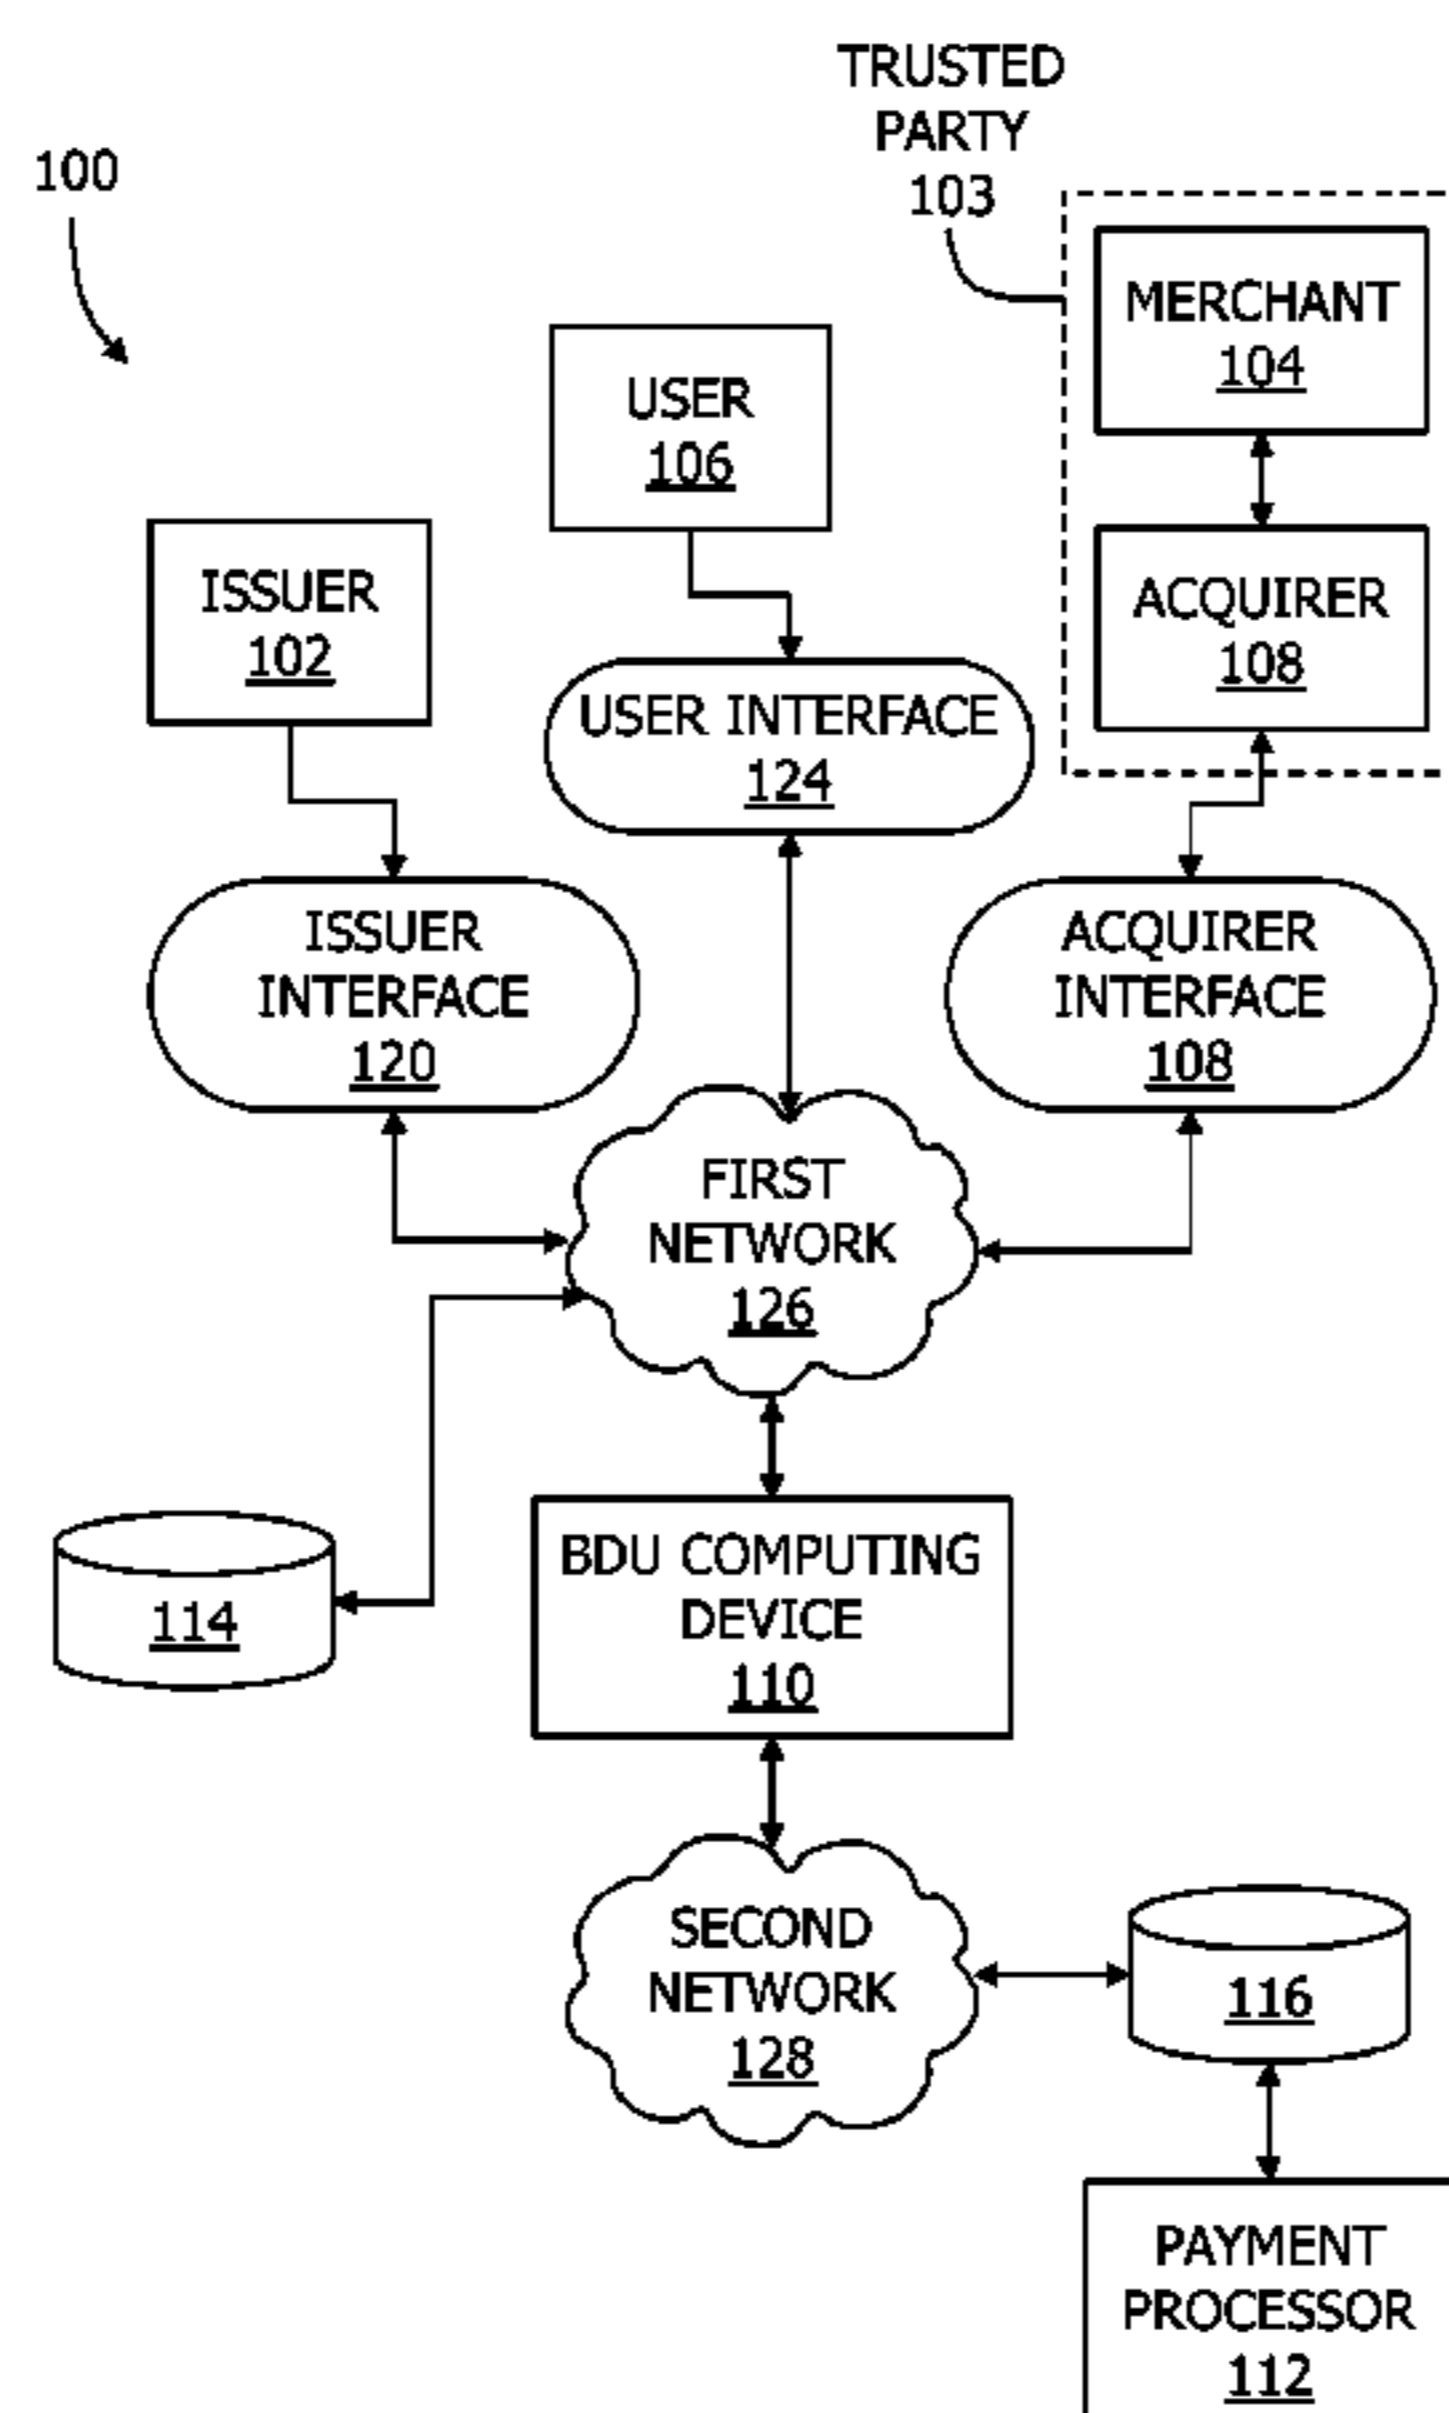 TRUSTED
PARTY
103
100
MERCHANT
104
USER
106
ISSUER
102
ACQUIRER
108
USER INTERFACE
124
ISSUER
INTERFACE
120
ACQUIRER
INTERFACE
108
FIRST
NETWORK
126
BDU COMPUTING
DEVICE
110
114
SECOND
NETWORK
128
116
PAYMENT
PROCESSOR
112